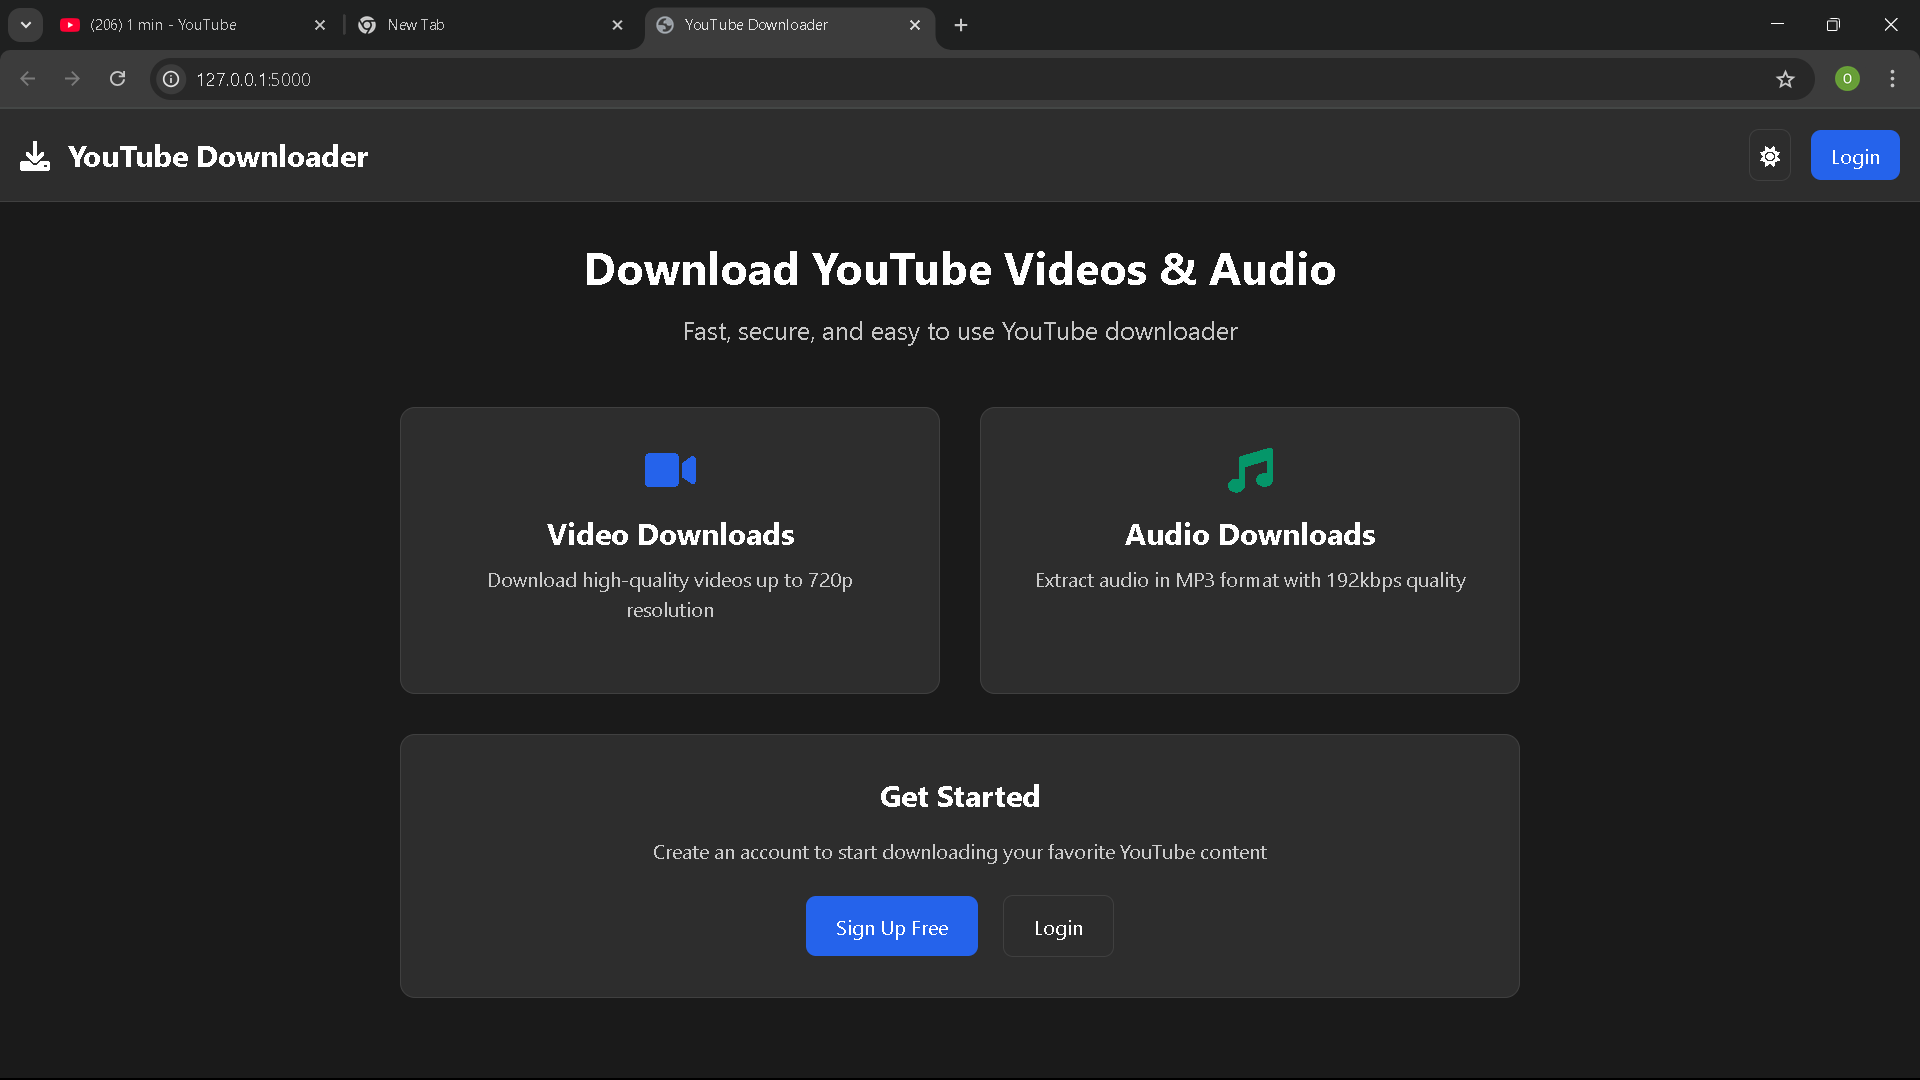 (206) 1 min - YouTube
New Tab
YouTube Downloader
127.0.0.1:5000
O
YouTube Downloader
Login
Download YouTube Videos & Audio
Fast, secure, and easy to use YouTube downloader
Video Downloads
Download high-quality videos up to 720p
resolution
Audio Downloads
Extract audio in MP3 format with 192kbps quality
Get Started
Create an account to start downloading your favorite YouTube content
Sign Up Free
Login